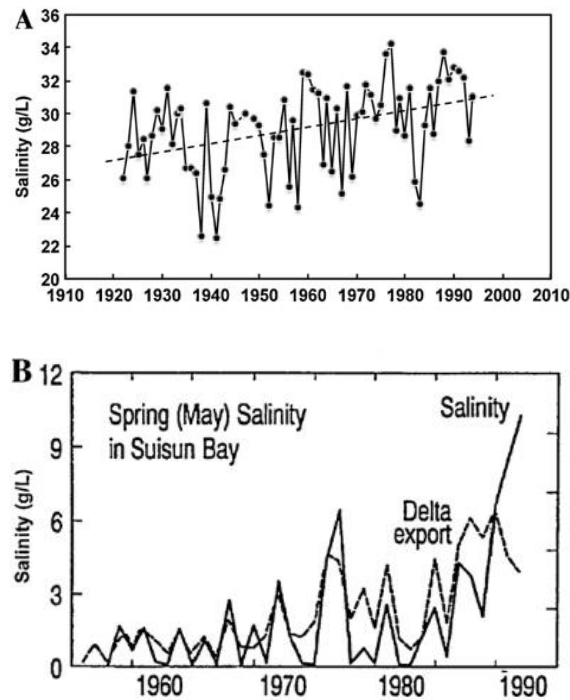 A
36
34
32
30
28
26
24
22
20
Salinity (g/L)
1910 1920 1930 1940 1950 1960 1970 1980 1990 2000 2010
B
12
9
6
3
0
Salinity (g/L)
Spring (May) Salinity
in Suisun Bay
Salinity
Delta
export
1960 1970 1980 1990